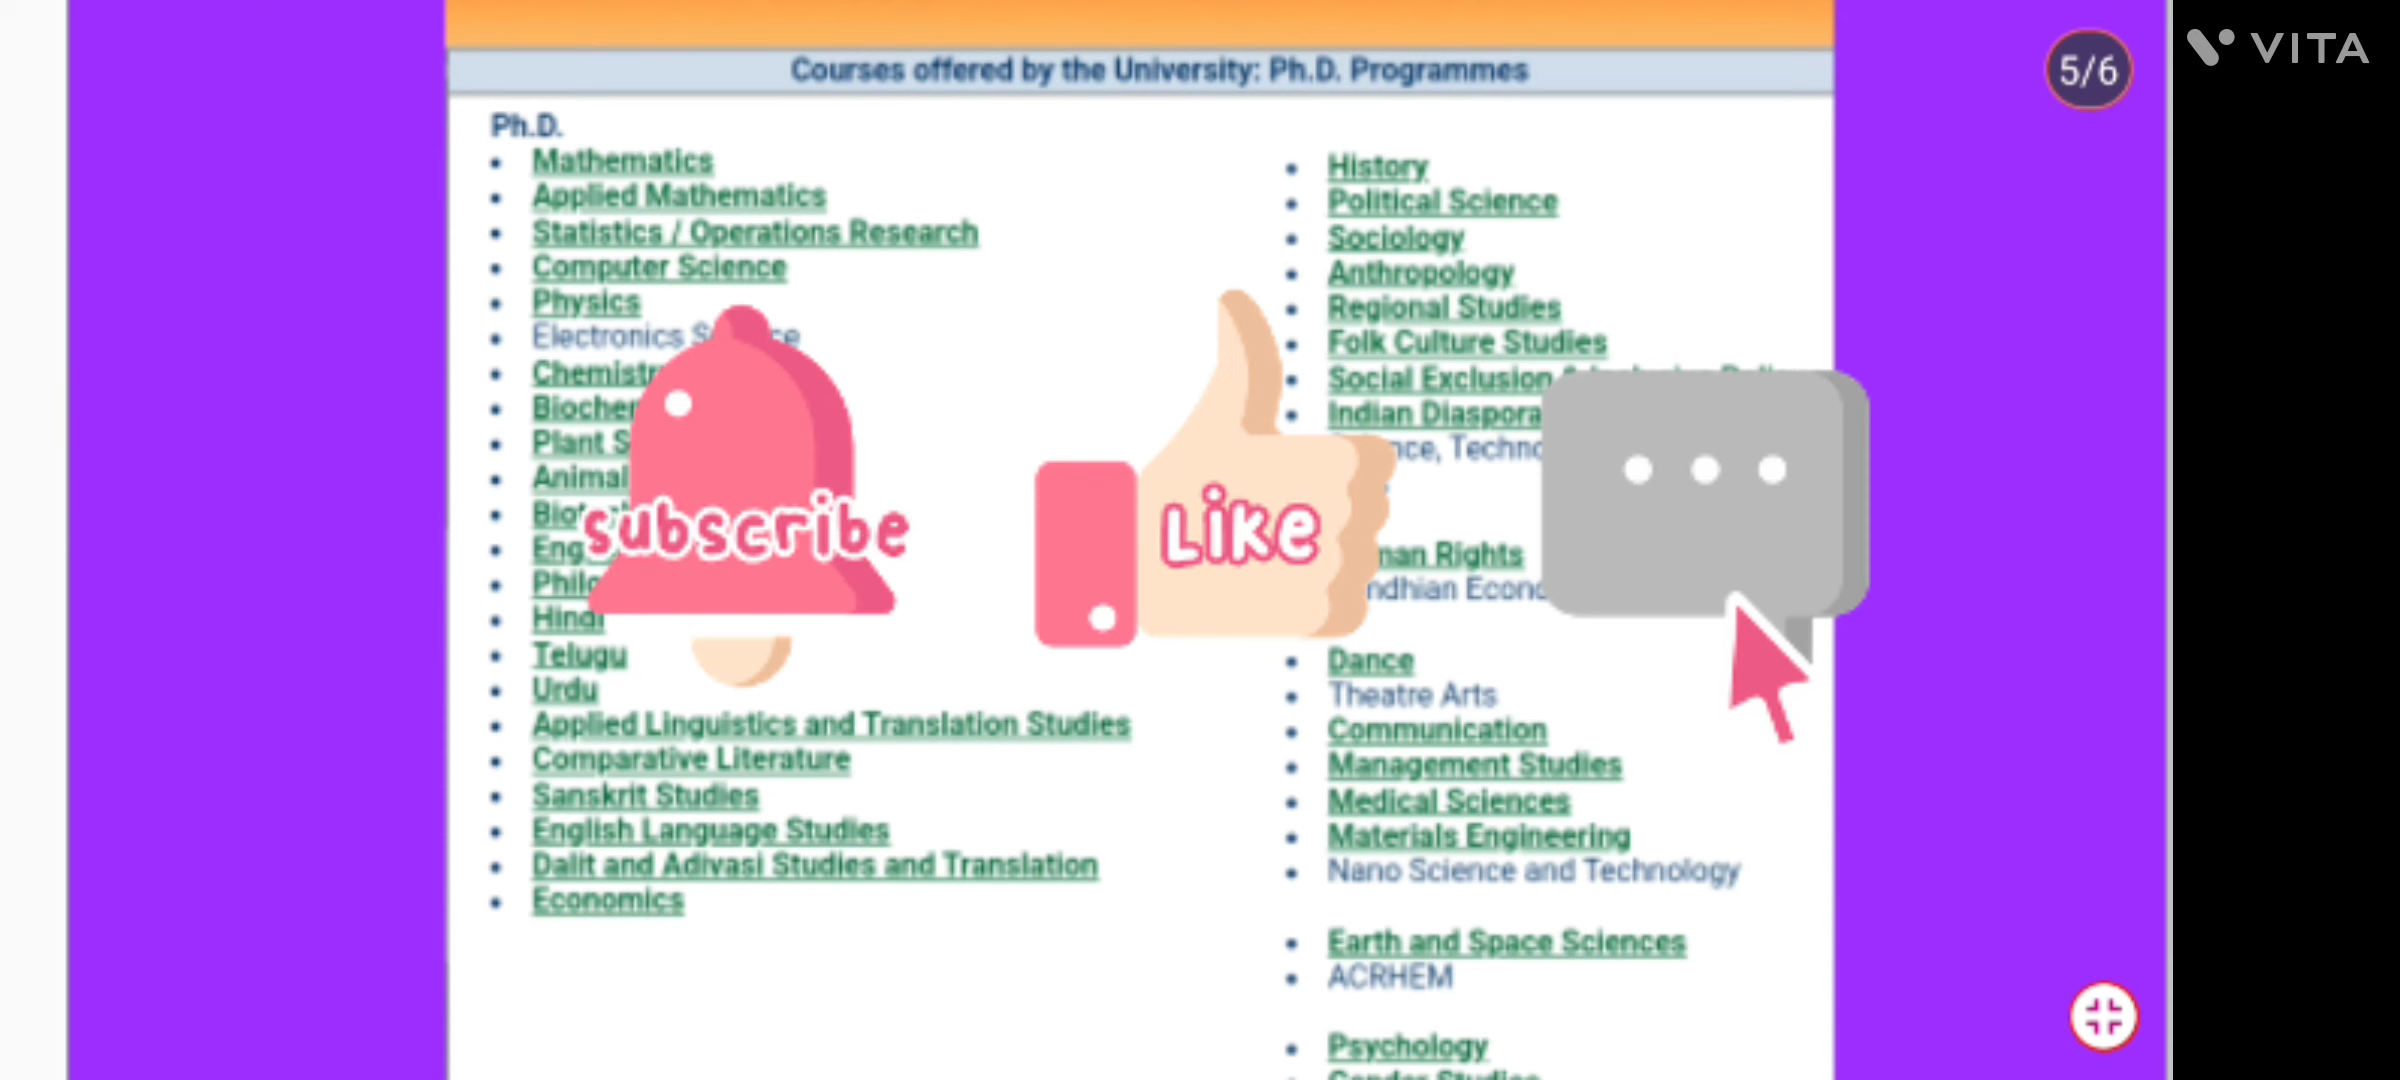 VITA
5/6
Courses offered by the University: Ph.D. Programmes
Ph.D.
Mathematics
Applied Mathematics
Statistics / Operations Research
Computer Science
Physics
Electronics
Plant
Animal
Hindi
Telugu
Urdu
Applied Linguistics and Translation Studies
Comparative Literature
Sanskrit Studies
English Language Studies
Dalit and Adivasi Studies and Translation
Economics
History
Political Science
Sociology
Anthropology
Regional Studies
Folk Culture Studies
Social Exclusion
Indian Diaspora
Rights
Dance
Theatre Arts
Communication
Management Studies
Medical Sciences
Materials Engineering
Nano Science and Technology
Earth and Space Sciences
ACRHEM
Psychology
subscribe
Like